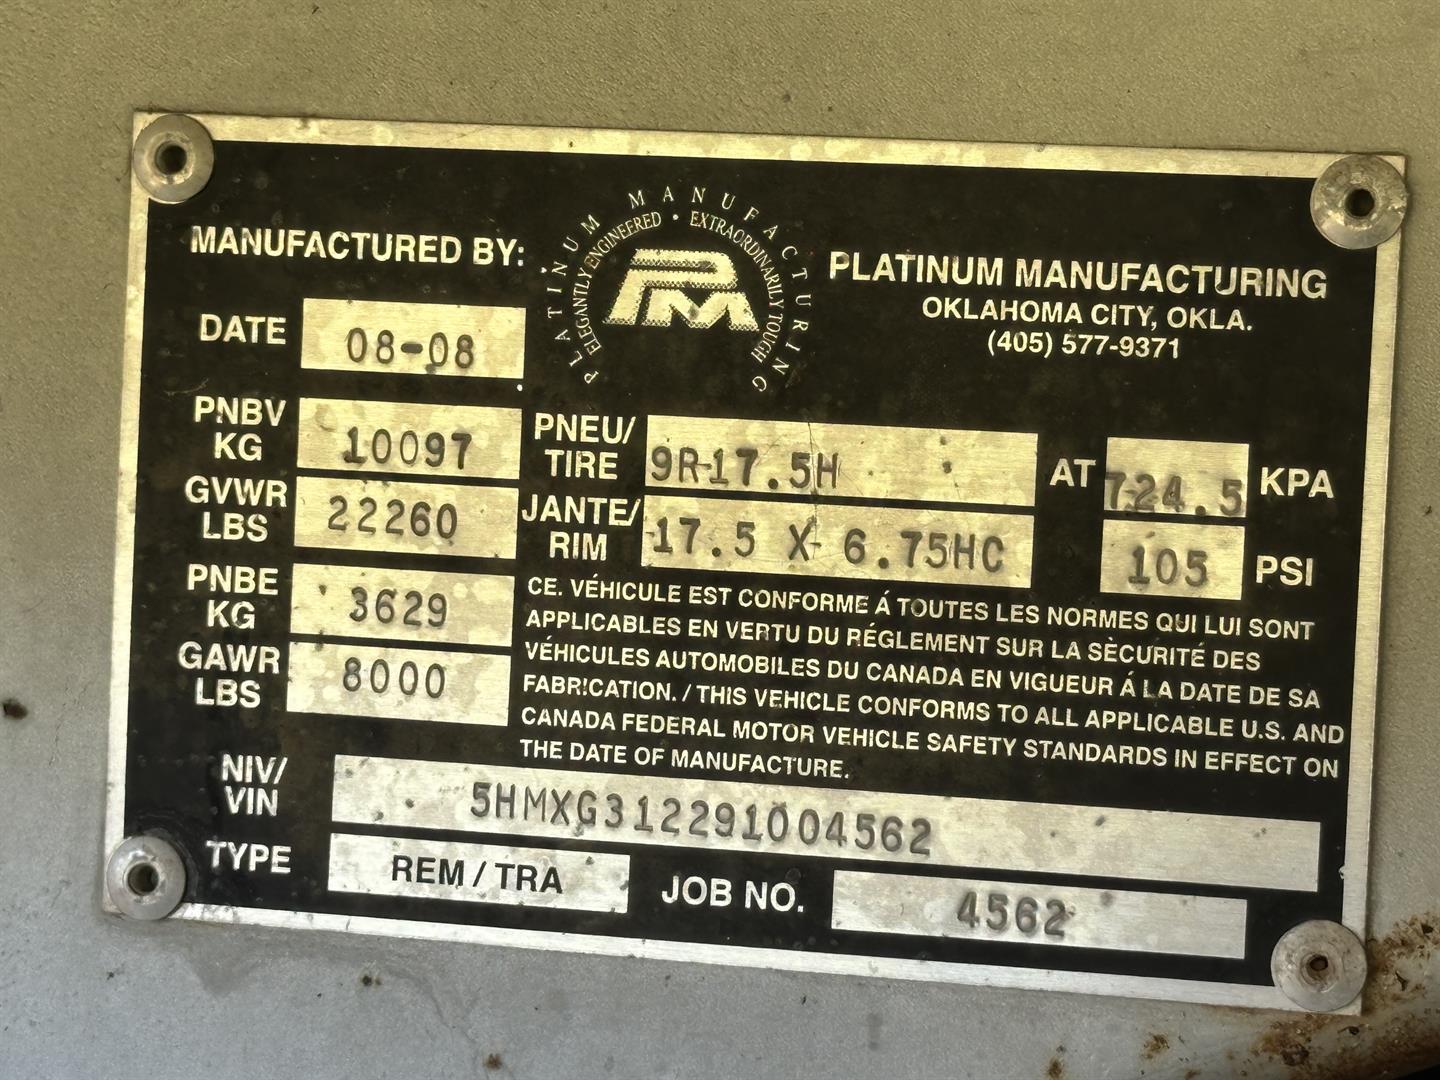 PLATINUM MANUFACTURING
ELEGANTLY ENGINEERED • EXTRAORDINARILY TOUGH
PM
MANUFACTURED BY:
PLATINUM MANUFACTURING
OKLAHOMA CITY, OKLA.
(405) 577-9371
DATE 08-08
PNBV KG 10097
GVWR LBS 22260
PNBE KG 3629
GAWR LBS 8000
PNEU/ TIRE 9R-17.5H AT 724.5 KPA
JANTE/ RIM 17.5 X 6.75HC 105 PSI
CE. VÉHICULE EST CONFORME Á TOUTES LES NORMES QUI LUI SONT
APPLICABLES EN VERTU DU RÉGLEMENT SUR LA SÈCURITÉ DES
VÉHICULES AUTOMOBILES DU CANADA EN VIGUEUR Á LA DATE DE SA
FABRICATION. / THIS VEHICLE CONFORMS TO ALL APPLICABLE U.S. AND
CANADA FEDERAL MOTOR VEHICLE SAFETY STANDARDS IN EFFECT ON
THE DATE OF MANUFACTURE.
NIV/ VIN 5HMXG312291004562
TYPE REM / TRA JOB NO. 4562